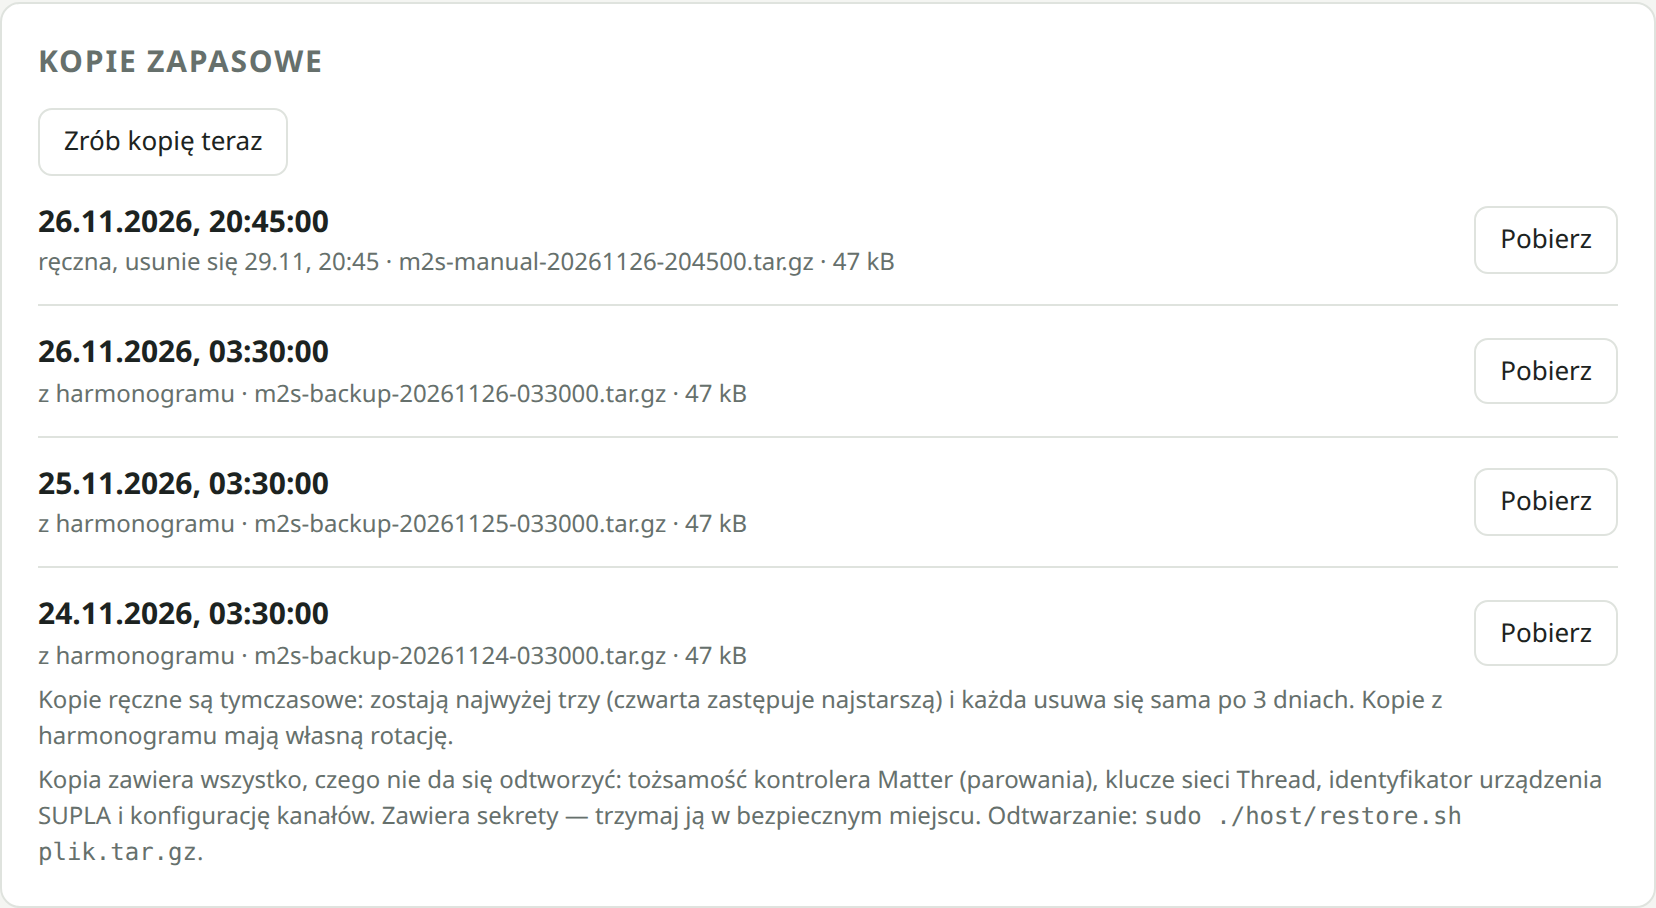 KOPIE ZAPASOWE
Zrób kopię teraz
26.11.2026, 20:45:00
ręczna, usunie się 29.11, 20:45 · m2s-manual-20261126-204500.tar.gz · 47 kB
Pobierz
26.11.2026, 03:30:00
z harmonogramu · m2s-backup-20261126-033000.tar.gz · 47 kB
Pobierz
25.11.2026, 03:30:00
z harmonogramu · m2s-backup-20261125-033000.tar.gz · 47 kB
Pobierz
24.11.2026, 03:30:00
z harmonogramu · m2s-backup-20261124-033000.tar.gz · 47 kB
Pobierz
Kopie ręczne są tymczasowe: zostają najwyżej trzy (czwarta zastępuje najstarszą) i każda usuwa się sama po 3 dniach. Kopie z
harmonogramu mają własną rotację.
Kopia zawiera wszystko, czego nie da się odtworzyć: tożsamość kontrolera Matter (parowania), klucze sieci Thread, identyfikator urządzenia
SUPLA i konfigurację kanałów. Zawiera sekrety — trzymaj ją w bezpiecznym miejscu. Odtwarzanie: sudo ./host/restore.sh
plik.tar.gz.